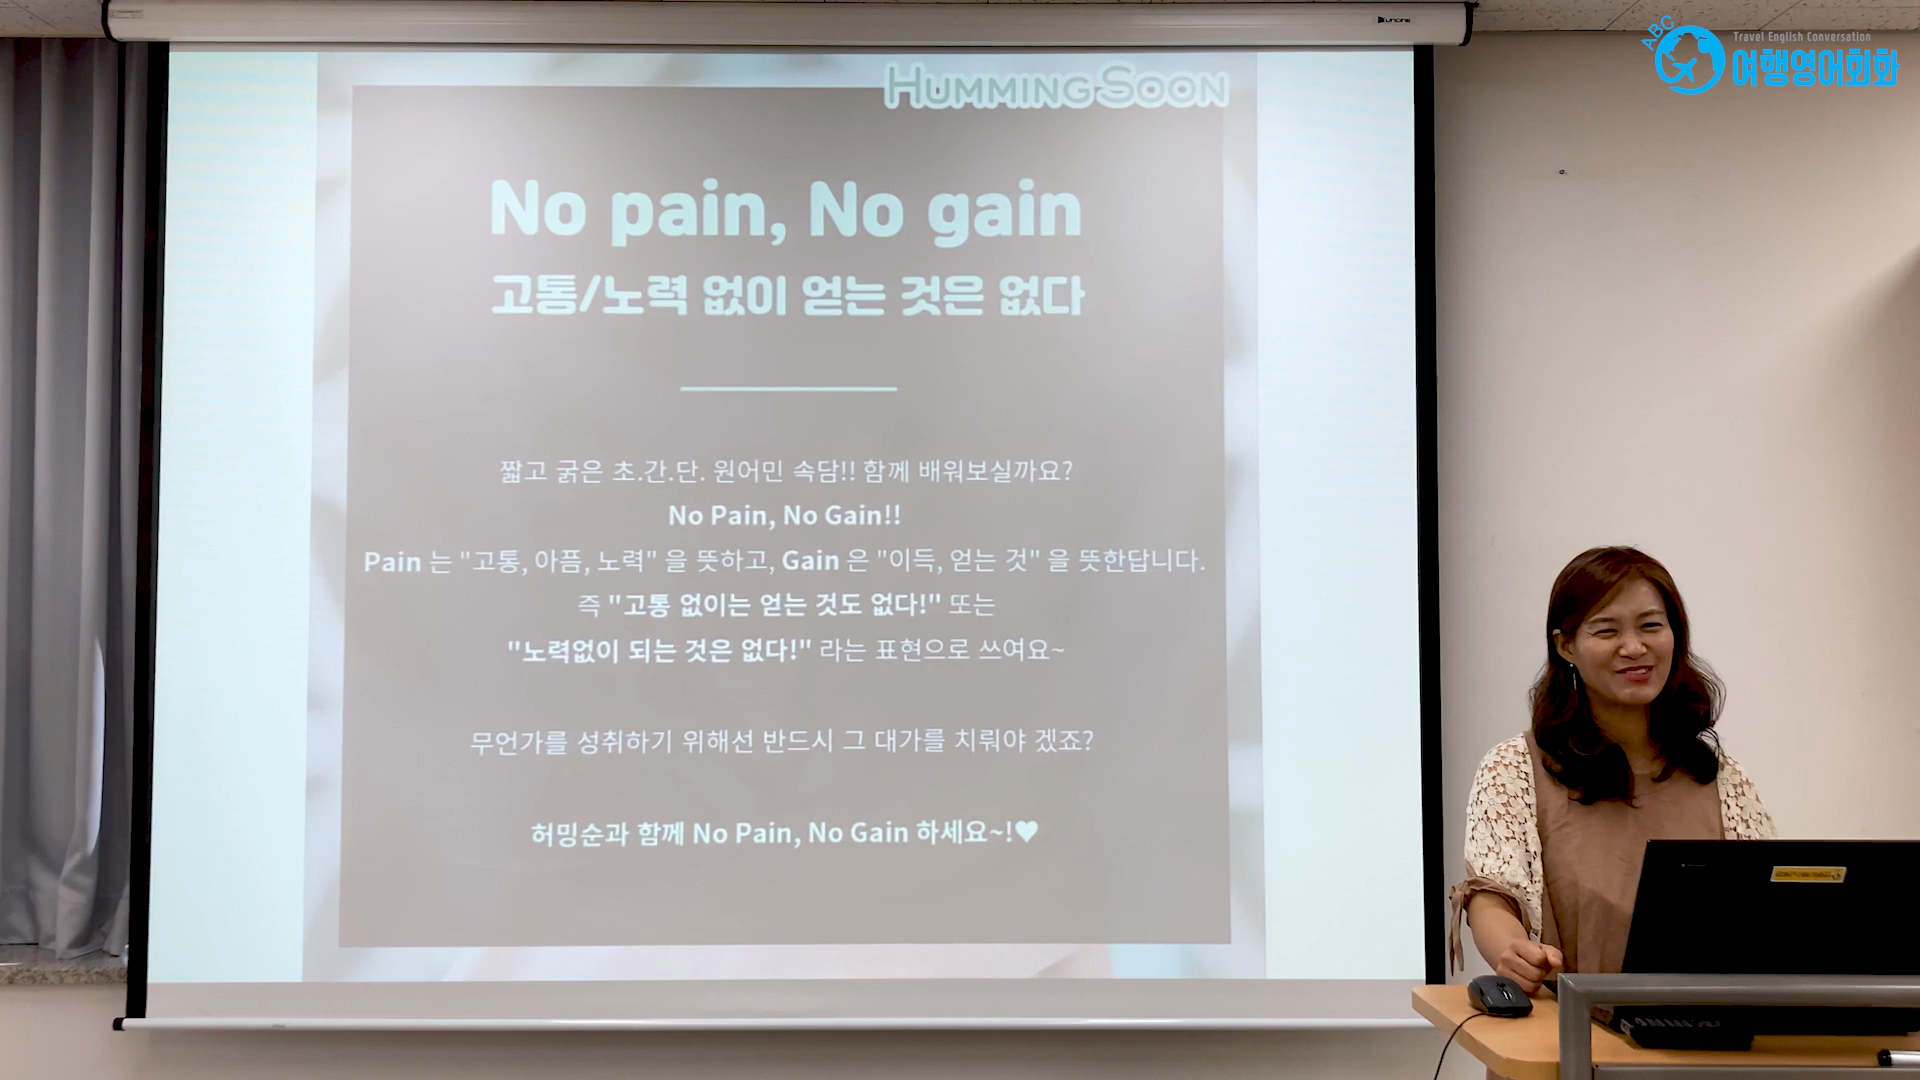 ABC
Travel English Conversation
여행영어회화
HUMMING SOON
No pain, No gain
고통/노력 없이 얻는 것은 없다
짧고 굵은 초.간.단. 원어민 속담!! 함께 배워보실까요?
No Pain, No Gain!!
Pain 는 "고통, 아픔, 노력" 을 뜻하고, Gain 은 "이득, 얻는 것" 을 뜻한답니다.
즉 "고통 없이는 얻는 것도 없다!" 또는
"노력없이 되는 것은 없다!" 라는 표현으로 쓰여요~
무언가를 성취하기 위해선 반드시 그 대가를 치뤄야 겠죠?
허밍순과 함께 No Pain, No Gain 하세요~!♥